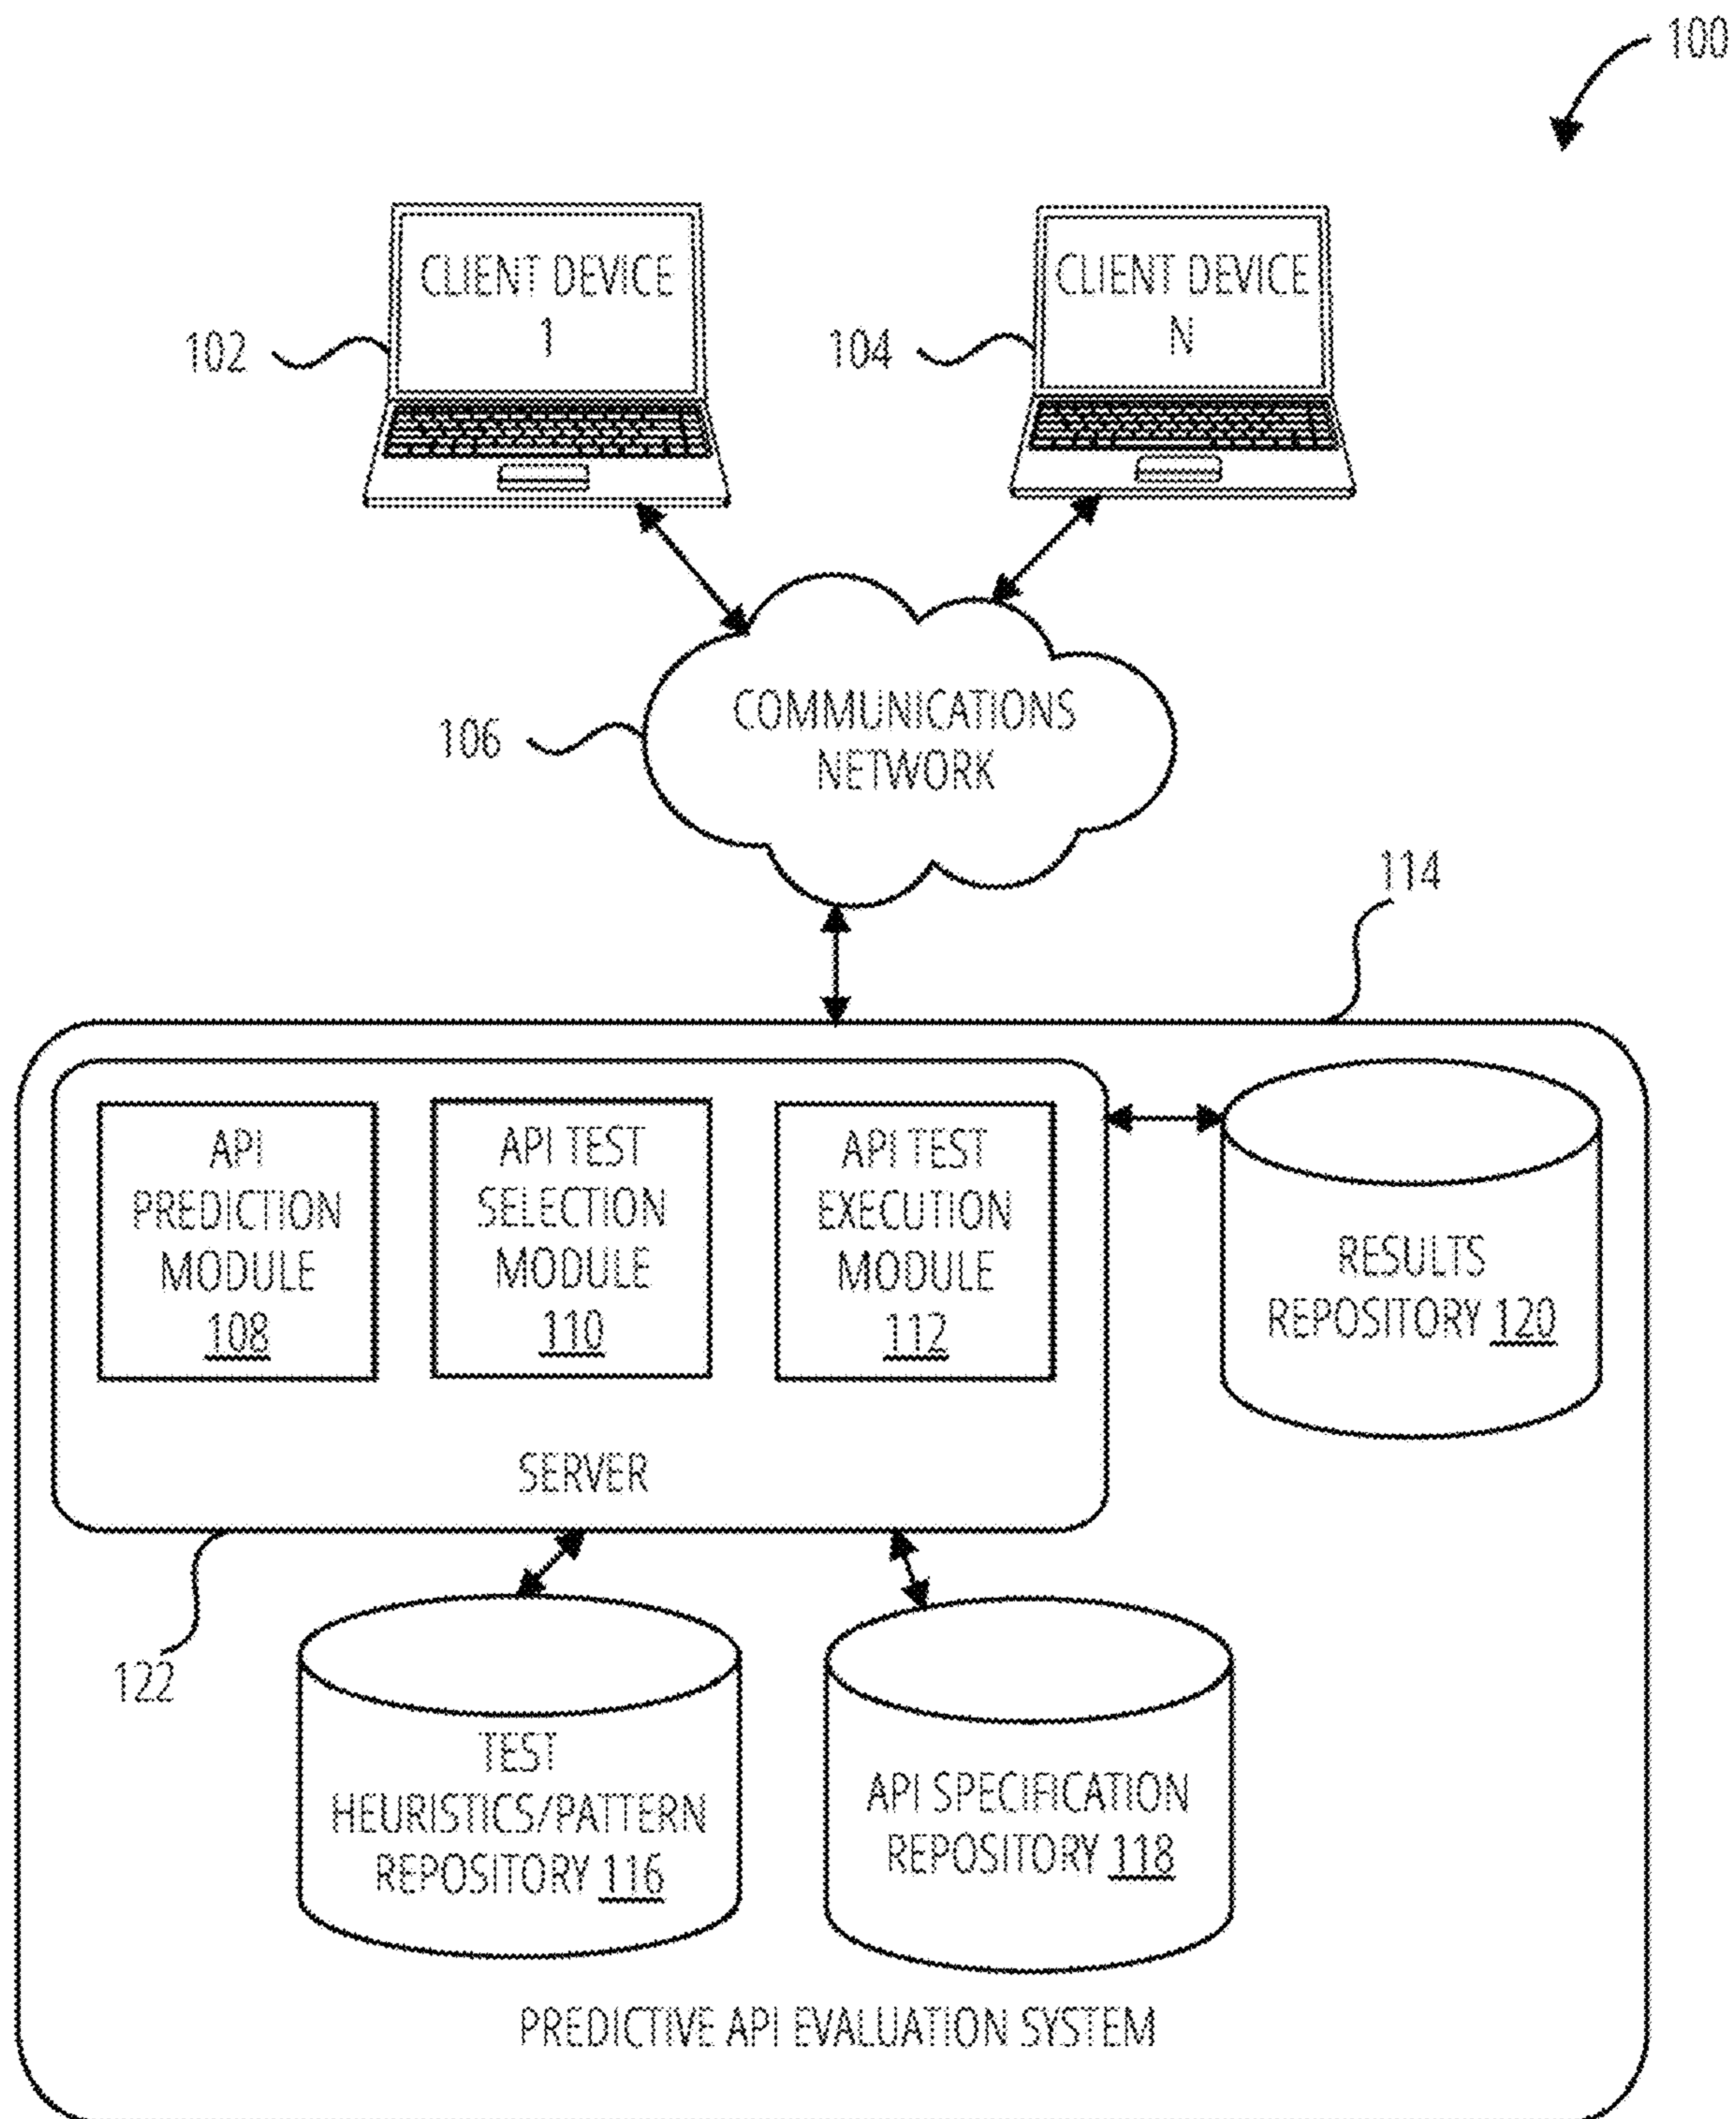 100
CLIENT DEVICE
1
102
CLIENT DEVICE
N
104
COMMUNICATIONS
NETWORK
106
114
API
PREDICTION
MODULE
108
API TEST
SELECTION
MODULE
110
API TEST
EXECUTION
MODULE
112
RESULTS
REPOSITORY 120
SERVER
122
TEST
HEURISTICS/PATTERN
REPOSITORY 116
API SPECIFICATION
REPOSITORY 118
PREDICTIVE API EVALUATION SYSTEM